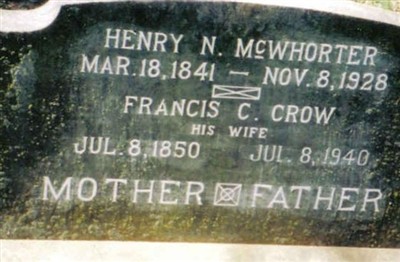 HENRY N. McWHORTER
MAR. 18, 1841 — NOV. 8, 1928
FRANCIS C. CROW
HIS WIFE
JUL. 8, 1850 JUL. 8, 1940
MOTHER FATHER